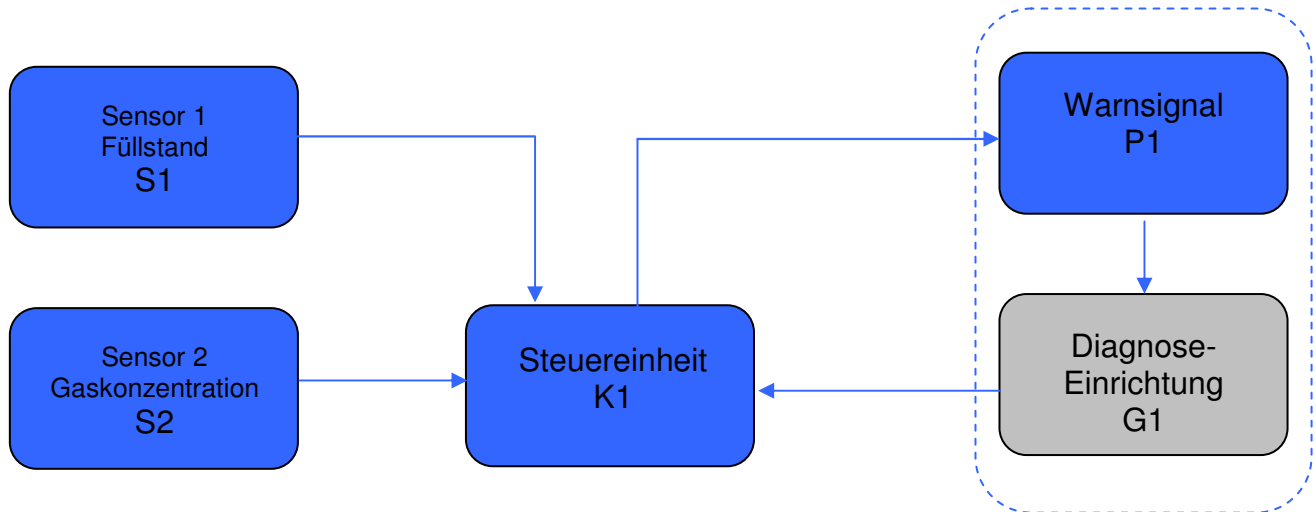 Sensor 1
Füllstand
S1
Sensor 2
Gaskonzentration
S2
Steuereinheit
K1
Warnsignal
P1
Diagnose-
Einrichtung
G1